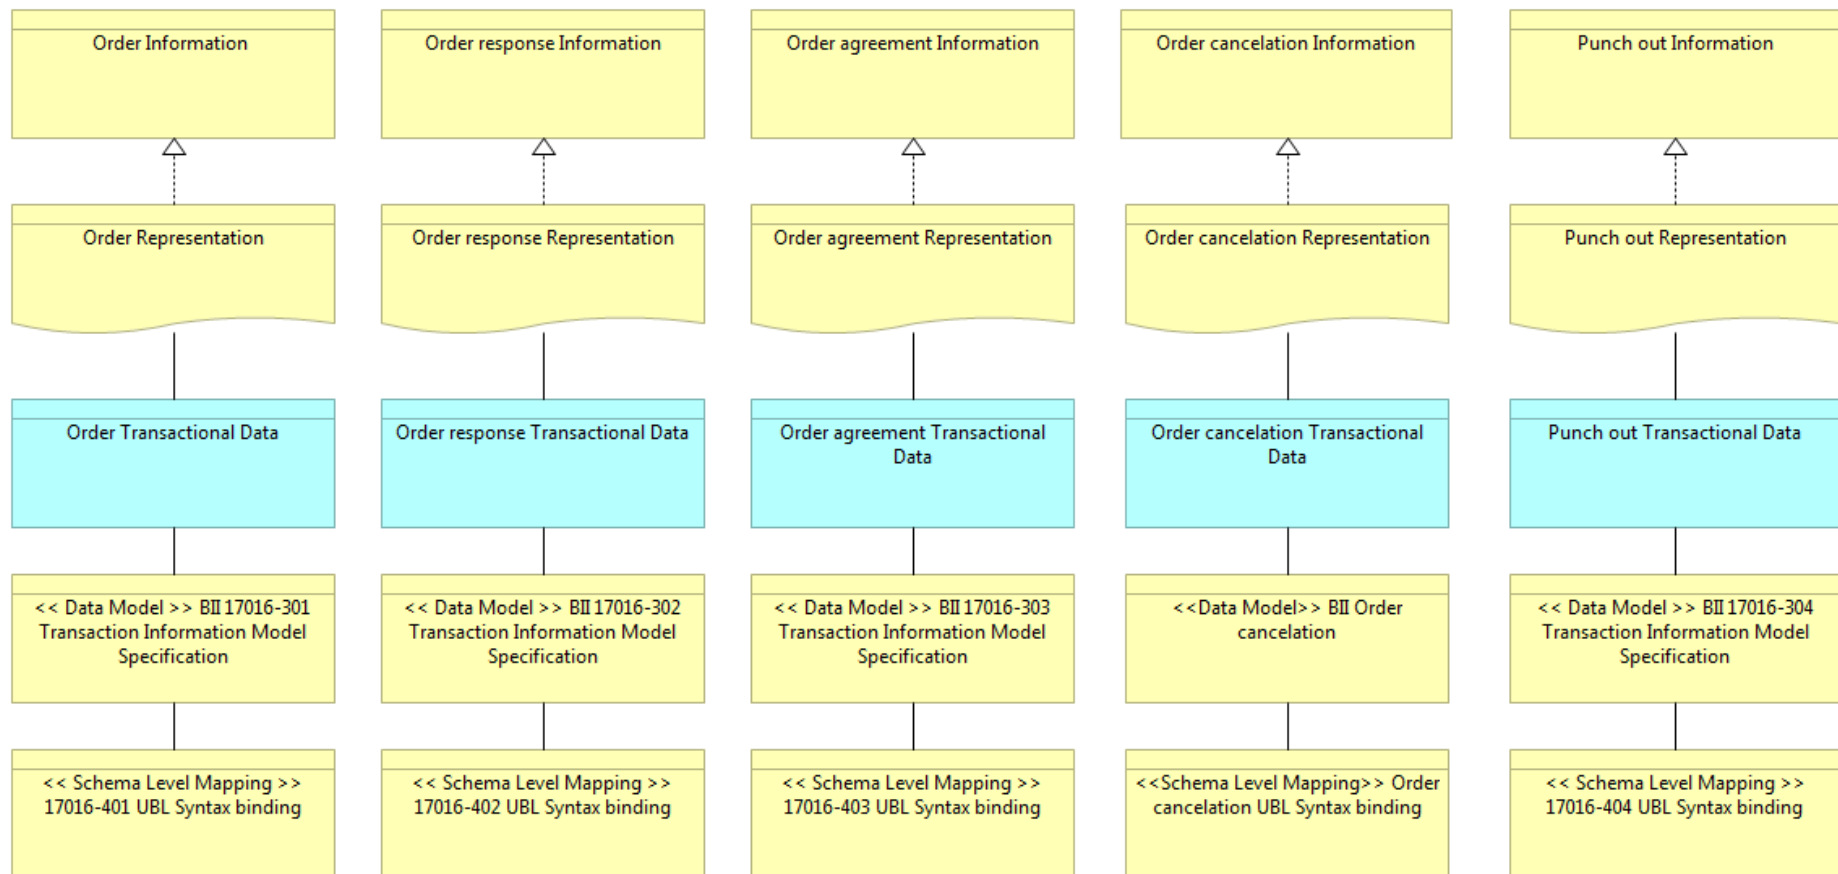 Order Information
Order response Information
Order agreement Information
Order cancelation Information
Punch out Information
Order Representation
Order response Representation
Order agreement Representation
Order cancelation Representation
Punch out Representation
Order Transactional Data
Order response Transactional Data
Order agreement Transactional
Data
Order cancelation Transactional
Data
Punch out Transactional Data
<< Data Model >> BII 17016-301
Transaction Information Model
Specification
<< Data Model >> BII 17016-302
Transaction Information Model
Specification
<< Data Model >> BII 17016-303
Transaction Information Model
Specification
<<Data Model>> BII Order
cancelation
<< Data Model >> BII 17016-304
Transaction Information Model
Specification
<< Schema Level Mapping >>
17016-401 UBL Syntax binding
<< Schema Level Mapping >>
17016-402 UBL Syntax binding
<< Schema Level Mapping >>
17016-403 UBL Syntax binding
<<Schema Level Mapping>> Order
cancelation UBL Syntax binding
<< Schema Level Mapping >>
17016-404 UBL Syntax binding